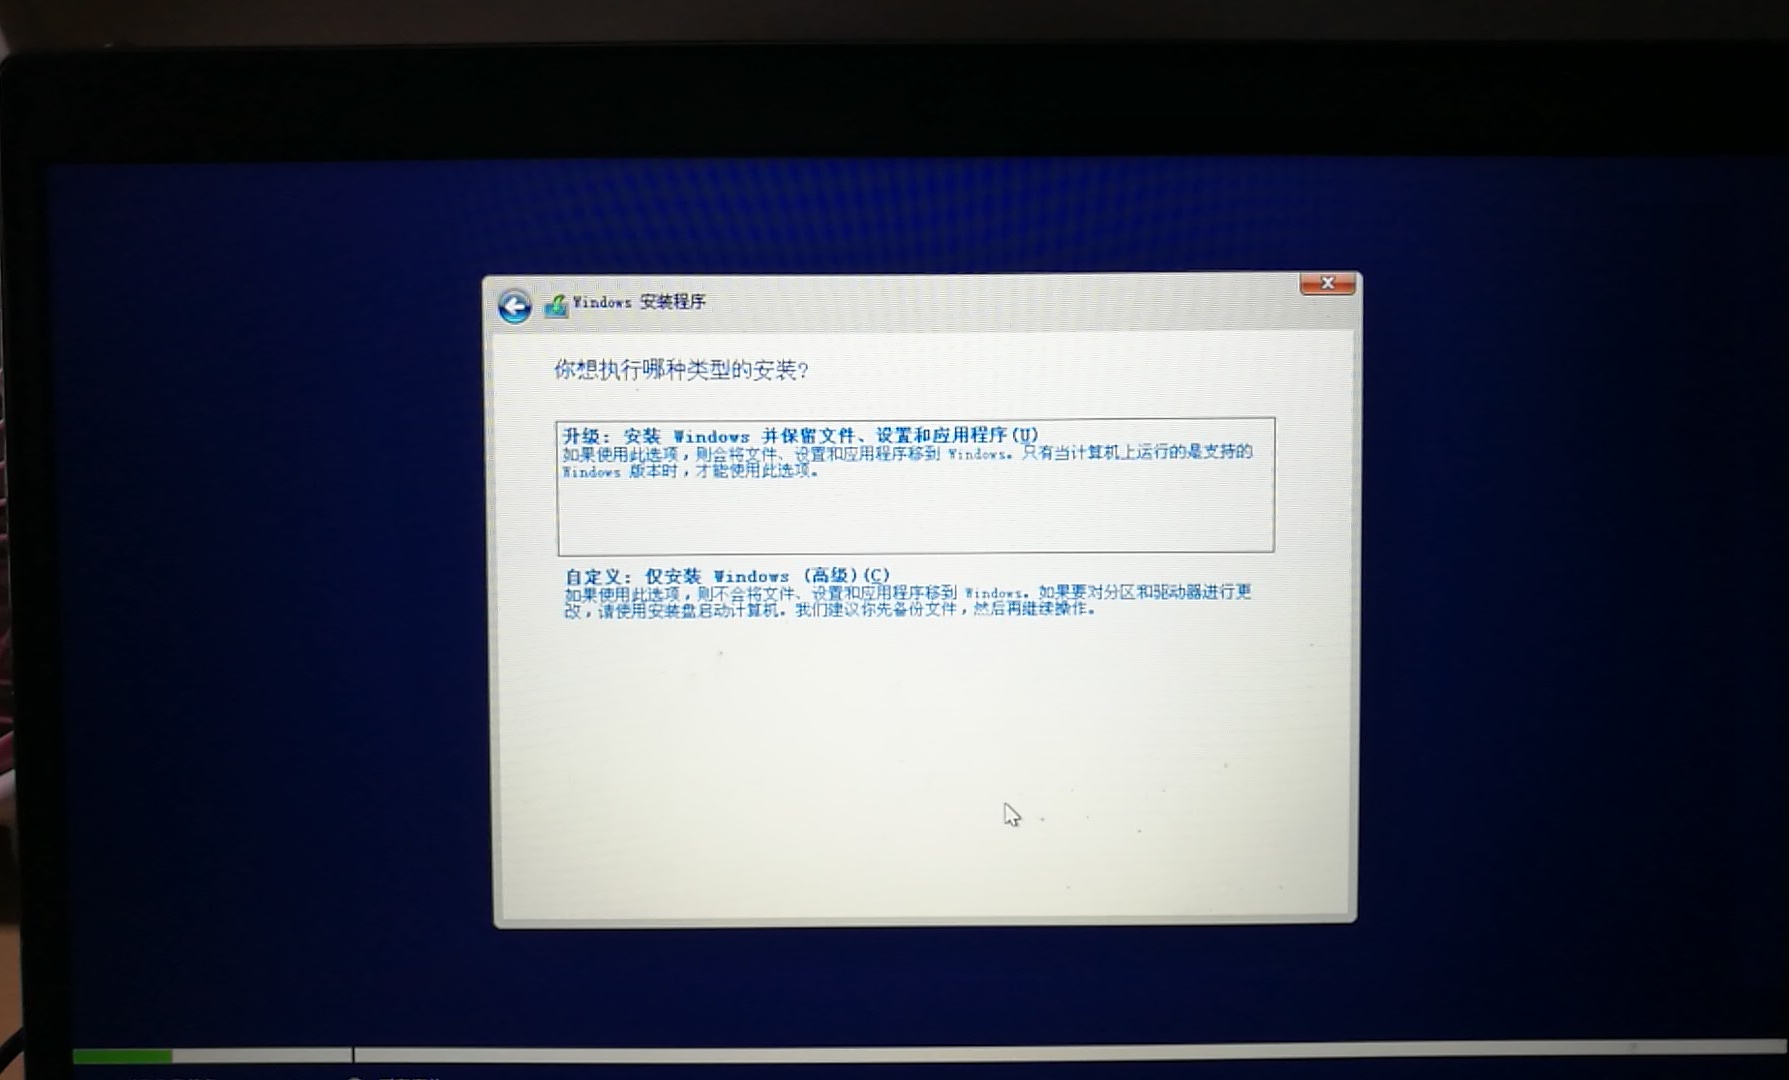 Windows 安装程序
你想执行哪种类型的安装?
升级: 安装 Windows 并保留文件、设置和应用程序(U)
如果使用此选项，则会将文件、设置和应用程序移到 Windows。只有当计算机上运行的是支持的
Windows 版本时，才能使用此选项。
自定义: 仅安装 Windows (高级)(C)
如果使用此选项，则不会将文件、设置和应用程序移到 Windows。如果要对分区和驱动器进行更
改，请使用安装盘启动计算机。我们建议你先备份文件，然后再继续操作。